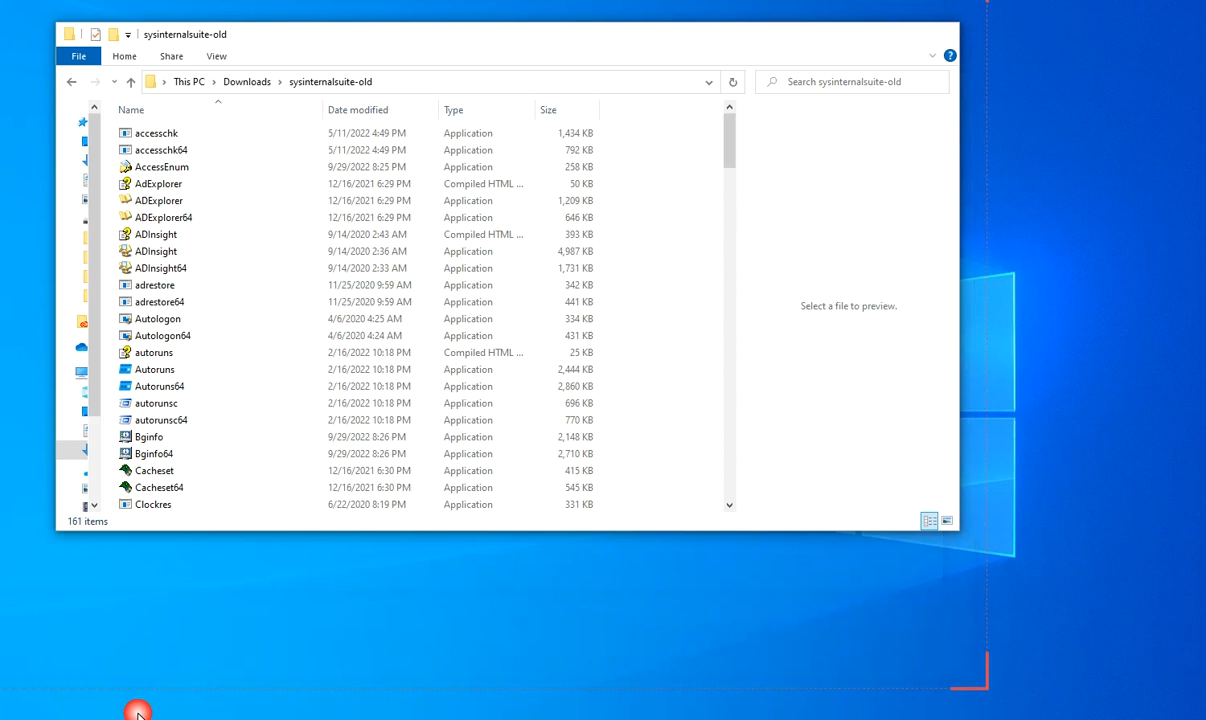 sysinternalsuite-old
File Home Share View
This PC Downloads sysinternalsuite-old Search sysinternalsuite-old
Name Date modified Type Size
accesschk 5/11/2022 4:49 PM Application 1,434 KB
accesschk64 5/11/2022 4:49 PM Application 792 KB
AccessEnum 9/29/2022 8:25 PM Application 258 KB
AdExplorer 12/16/2021 6:29 PM Compiled HTML ... 50 KB
ADExplorer 12/16/2021 6:29 PM Application 1,209 KB
ADExplorer64 12/16/2021 6:29 PM Application 646 KB
ADInsight 9/14/2020 2:43 AM Compiled HTML ... 393 KB
ADInsight 9/14/2020 2:36 AM Application 4,987 KB
ADInsight64 9/14/2020 2:33 AM Application 1,731 KB
adrestore 11/25/2020 9:59 AM Application 342 KB
adrestore64 11/25/2020 9:59 AM Application 441 KB
Select a file to preview.
Autologon 4/6/2020 4:25 AM Application 334 KB
Autologon64 4/6/2020 4:24 AM Application 431 KB
autoruns 2/16/2022 10:18 PM Compiled HTML ... 25 KB
Autoruns 2/16/2022 10:18 PM Application 2,444 KB
Autoruns64 2/16/2022 10:18 PM Application 2,860 KB
autorunsc 2/16/2022 10:18 PM Application 696 KB
autorunsc64 2/16/2022 10:18 PM Application 770 KB
Bginfo 9/29/2022 8:26 PM Application 2,148 KB
Bginfo64 9/29/2022 8:26 PM Application 2,710 KB
Cacheset 12/16/2021 6:30 PM Application 415 KB
Cacheset64 12/16/2021 6:30 PM Application 545 KB
Clockres 6/22/2020 8:19 PM Application 331 KB
161 items